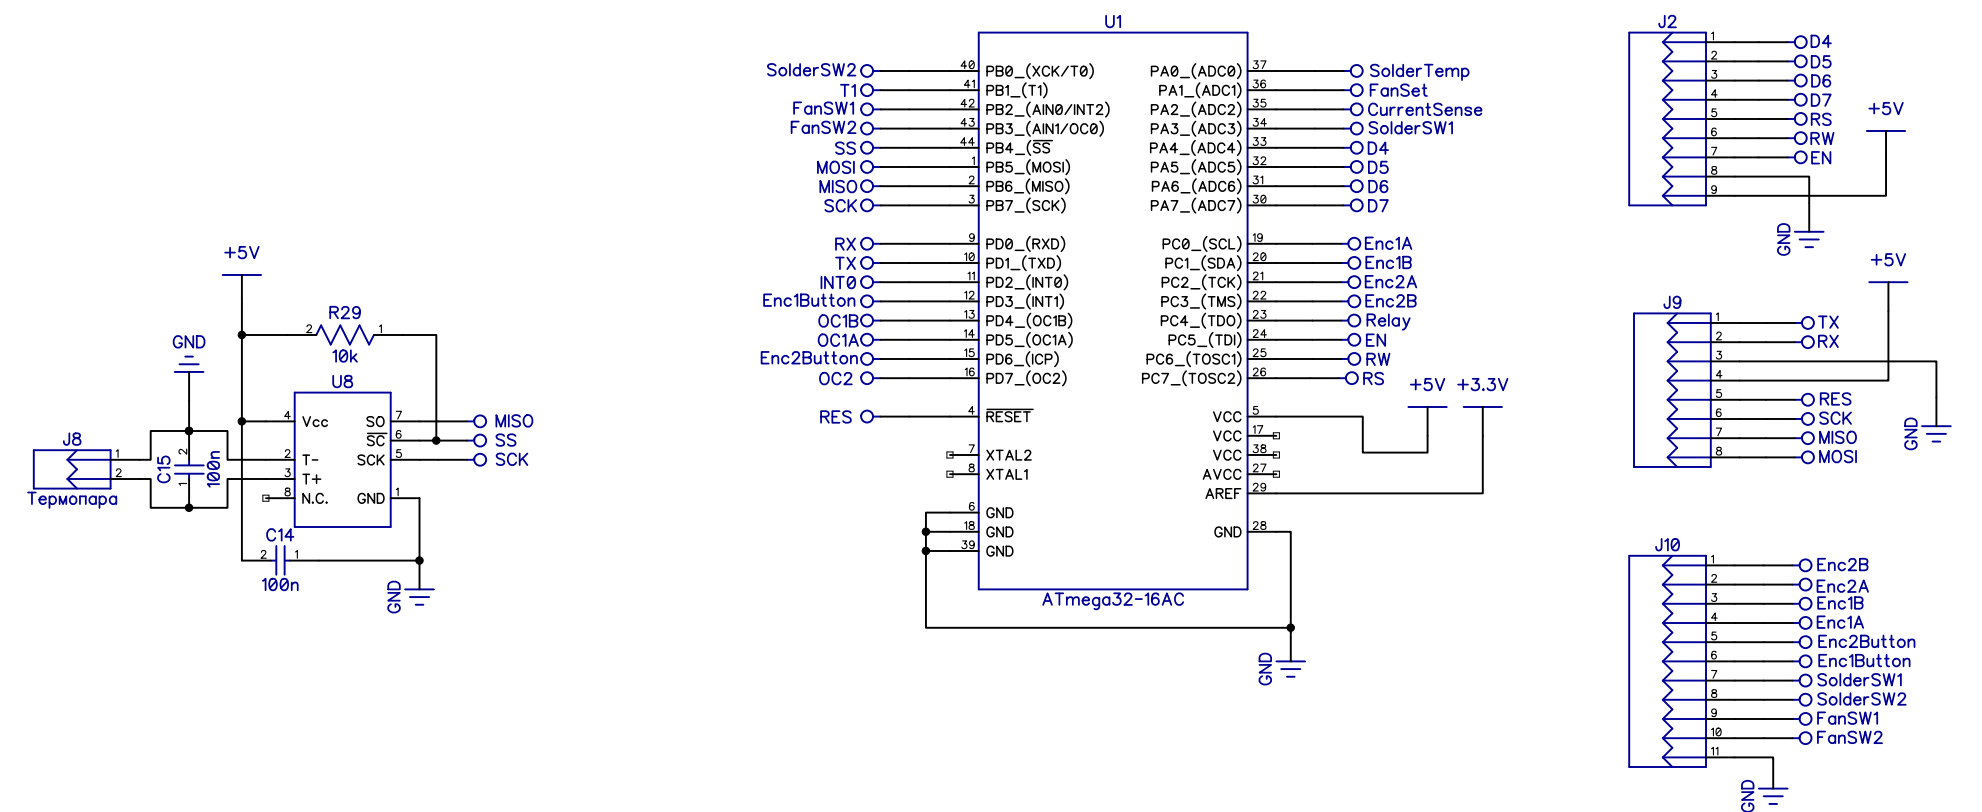 +5V
R29
2 1
10k
GND
U8
4 Vcc SO 7 MISO
SC 6 SS
2 T- SCK 5 SCK
3 T+
8 N.C. GND 1
J8
1
2
Термопара
C15
2
1
100n
C14
2 1
100n
GND
U1
SolderSW2 40 PB0_(XCK/T0) PA0_(ADC0) 37 SolderTemp
T1 41 PB1_(T1) PA1_(ADC1) 36 FanSet
FanSW1 42 PB2_(AIN0/INT2) PA2_(ADC2) 35 CurrentSense
FanSW2 43 PB3_(AIN1/OC0) PA3_(ADC3) 34 SolderSW1
SS 44 PB4_(SS PA4_(ADC4) 33 D4
MOSI 1 PB5_(MOSI) PA5_(ADC5) 32 D5
MISO 2 PB6_(MISO) PA6_(ADC6) 31 D6
SCK 3 PB7_(SCK) PA7_(ADC7) 30 D7
RX 9 PD0_(RXD) PC0_(SCL) 19 Enc1A
TX 10 PD1_(TXD) PC1_(SDA) 20 Enc1B
INT0 11 PD2_(INT0) PC2_(TCK) 21 Enc2A
Enc1Button 12 PD3_(INT1) PC3_(TMS) 22 Enc2B
OC1B 13 PD4_(OC1B) PC4_(TDO) 23 Relay
OC1A 14 PD5_(OC1A) PC5_(TDI) 24 EN
Enc2Button 15 PD6_(ICP) PC6_(TOSC1) 25 RW
OC2 16 PD7_(OC2) PC7_(TOSC2) 26 RS
+5V +3.3V
RES 4 RESET VCC 5
VCC 17
7 XTAL2 VCC 38
8 XTAL1 AVCC 27
AREF 29
6 GND
18 GND GND 28
39 GND
ATmega32-16AC
GND
J2
1 D4
2 D5
3 D6
4 D7
5 RS
6 RW
7 EN
8
9
+5V
GND
+5V
J9
1 TX
2 RX
3
4
5 RES
6 SCK
7 MISO
8 MOSI
GND
J10
1 Enc2B
2 Enc2A
3 Enc1B
4 Enc1A
5 Enc2Button
6 Enc1Button
7 SolderSW1
8 SolderSW2
9 FanSW1
10 FanSW2
11
GND